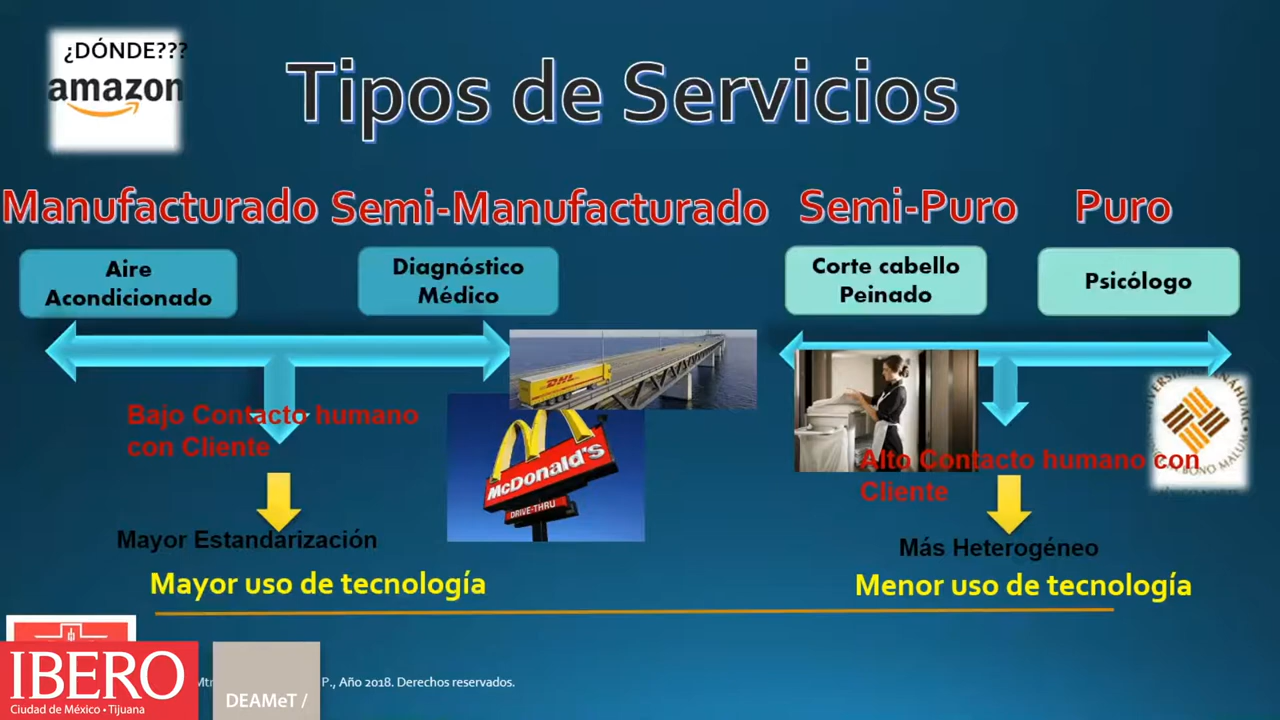 ¿DÓNDE???
amazon
Tipos de Servicios
Manufacturado
Semi-Manufacturado
Semi-Puro
Puro
Aire
Acondicionado
Diagnóstico
Médico
Corte cabello
Peinado
Psicólogo
DHL
McDonald's
DRIVE-THRU
Bajo Contacto humano
con Cliente
Alto Contacto humano con
Cliente
BONO MALUM
Mayor Estandarización
Más Heterogéneo
Mayor uso de tecnología
Menor uso de tecnología
IBERO
Ciudad de México • Tijuana
DEAMeT /
P., Año 2018. Derechos reservados.